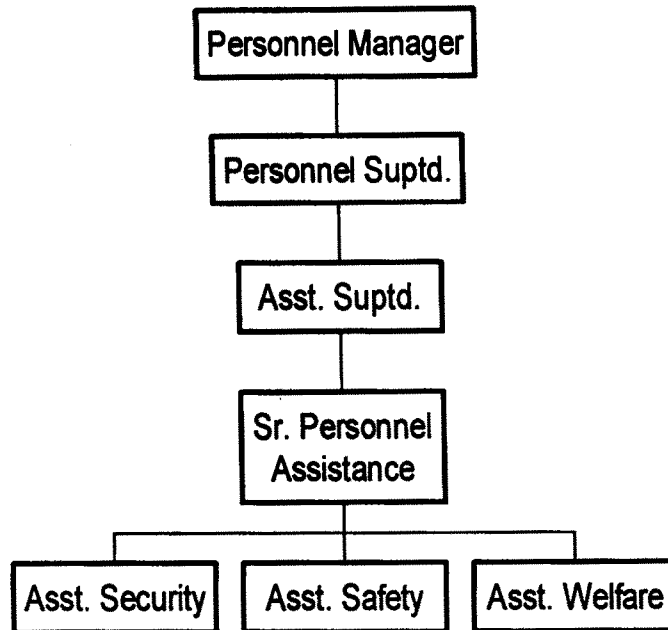 Personnel Manager
Personnel Suptd.
Asst. Suptd.
Sr. Personnel
Assistance
Asst. Security
Asst. Safety
Asst. Welfare